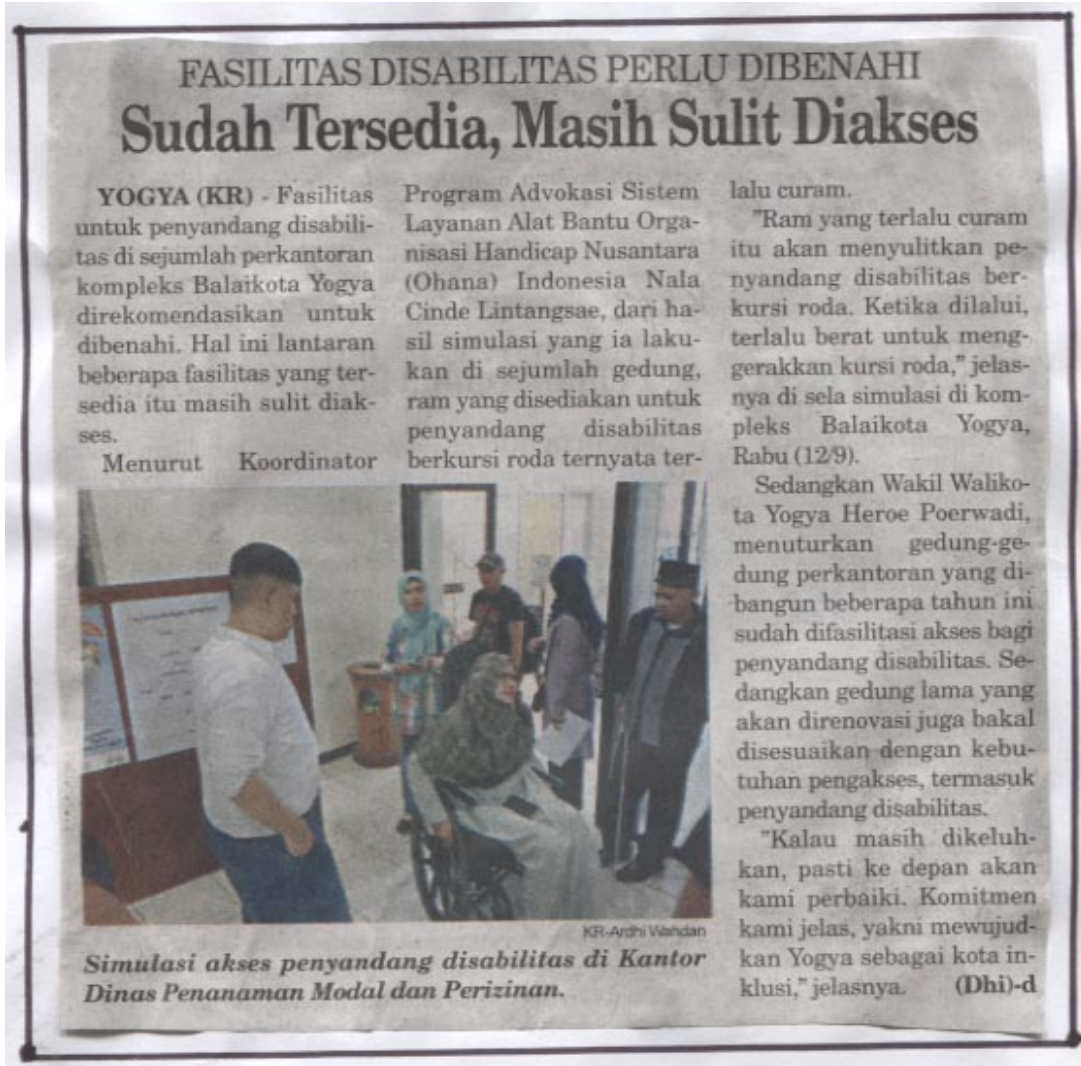 FASILITAS DISABILITAS PERLU DIBENAHI
Sudah Tersedia, Masih Sulit Diakses
YOGYA (KR) - Fasilitas
untuk penyandang disabili-
tas di sejumlah perkantoran
kompleks Balaikota Yogya
direkomendasikan untuk
dibenahi. Hal ini lantaran
beberapa fasilitas yang ter-
sedia itu masih sulit diak-
ses.
Menurut Koordinator
Program Advokasi Sistem
Layanan Alat Bantu Orga-
nisasi Handicap Nusantara
(Ohana) Indonesia Nala
Cinde Lintangsae, dari ha-
sil simulasi yang ia laku-
kan di sejumlah gedung,
ram yang disediakan untuk
penyandang disabilitas
berkursi roda ternyata ter-
lalu curam.
"Ram yang terlalu curam
itu akan menyulitkan pe-
nyandang disabilitas ber-
kursi roda. Ketika dilalui,
terlalu berat untuk meng-
gerakkan kursi roda," jelas-
nya di sela simulasi di kom-
pleks Balaikota Yogya,
Rabu (12/9).
Sedangkan Wakil Waliko-
ta Yogya Heroe Poerwadi,
menuturkan gedung-ge-
dung perkantoran yang di-
bangun beberapa tahun ini
sudah difasilitasi akses bagi
penyandang disabilitas. Se-
dangkan gedung lama yang
akan direnovasi juga bakal
disesuaikan dengan kebu-
tuhan pengakses, termasuk
penyandang disabilitas.
"Kalau masih dikeluh-
kan, pasti ke depan akan
kami perbaiki. Komitmen
kami jelas, yakni mewujud-
kan Yogya sebagai kota in-
klusi," jelasnya. (Dhi)-d
KR-Ardhi Wahdan
Simulasi akses penyandang disabilitas di Kantor
Dinas Penanaman Modal dan Perizinan.